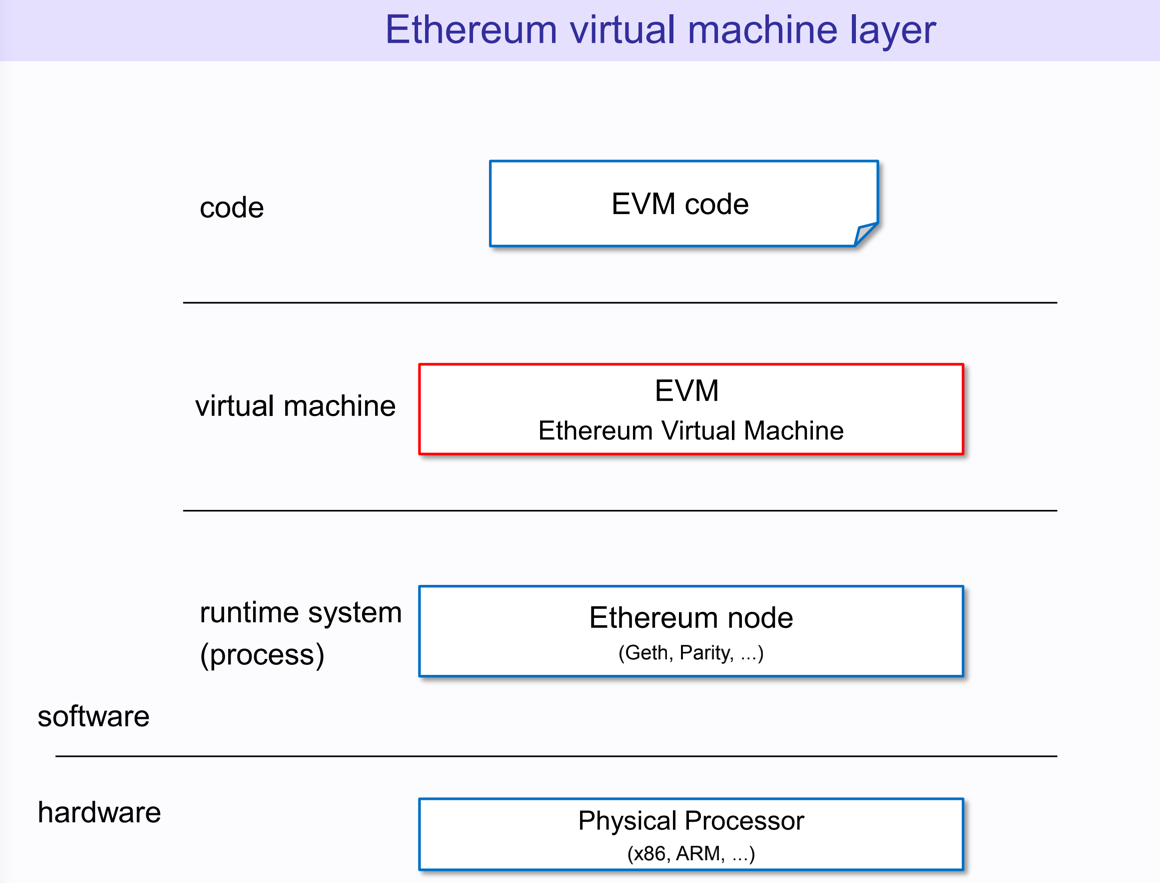 Ethereum virtual machine layer
code
EVM code
virtual machine
EVM
Ethereum Virtual Machine
runtime system
(process)
Ethereum node
(Geth, Parity, ...)
software
hardware
Physical Processor
(x86, ARM, ...)